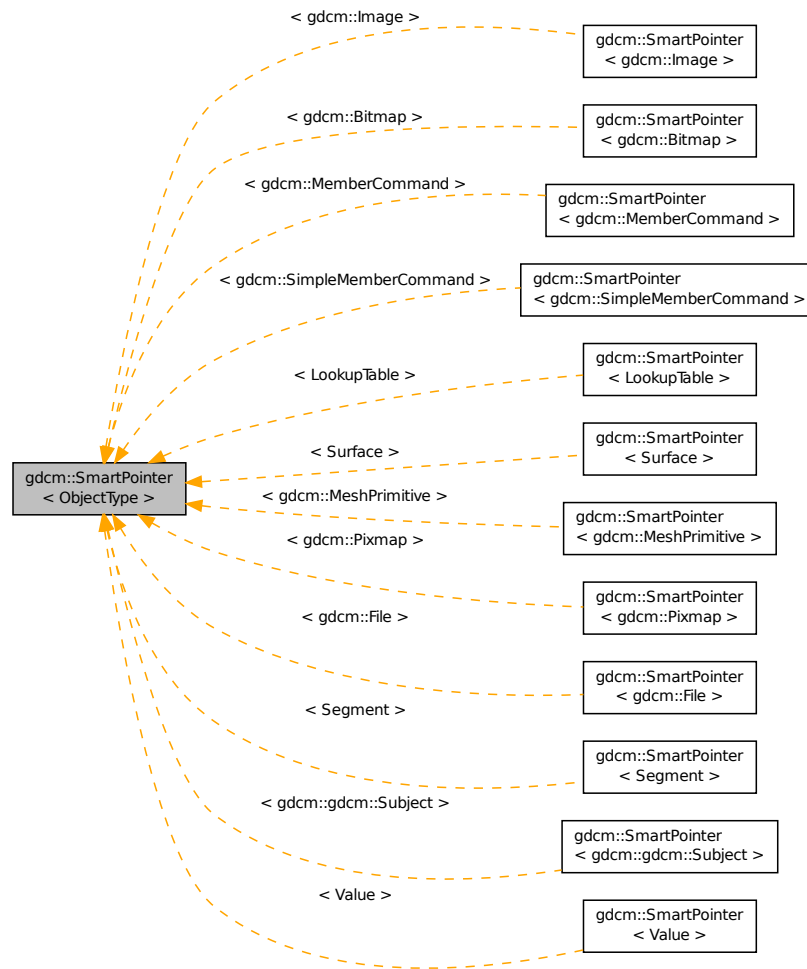 < gdcm::Image >
gdcm::SmartPointer
< gdcm::Image >
< gdcm::Bitmap >
gdcm::SmartPointer
< gdcm::Bitmap >
< gdcm::MemberCommand >
gdcm::SmartPointer
< gdcm::MemberCommand >
< gdcm::SimpleMemberCommand >
gdcm::SmartPointer
< gdcm::SimpleMemberCommand >
< LookupTable >
gdcm::SmartPointer
< LookupTable >
< Surface >
gdcm::SmartPointer
< Surface >
gdcm::SmartPointer
< ObjectType >
< gdcm::MeshPrimitive >
gdcm::SmartPointer
< gdcm::MeshPrimitive >
< gdcm::Pixmap >
gdcm::SmartPointer
< gdcm::Pixmap >
< gdcm::File >
gdcm::SmartPointer
< gdcm::File >
< Segment >
gdcm::SmartPointer
< Segment >
< gdcm::gdcm::Subject >
gdcm::SmartPointer
< gdcm::gdcm::Subject >
< Value >
gdcm::SmartPointer
< Value >